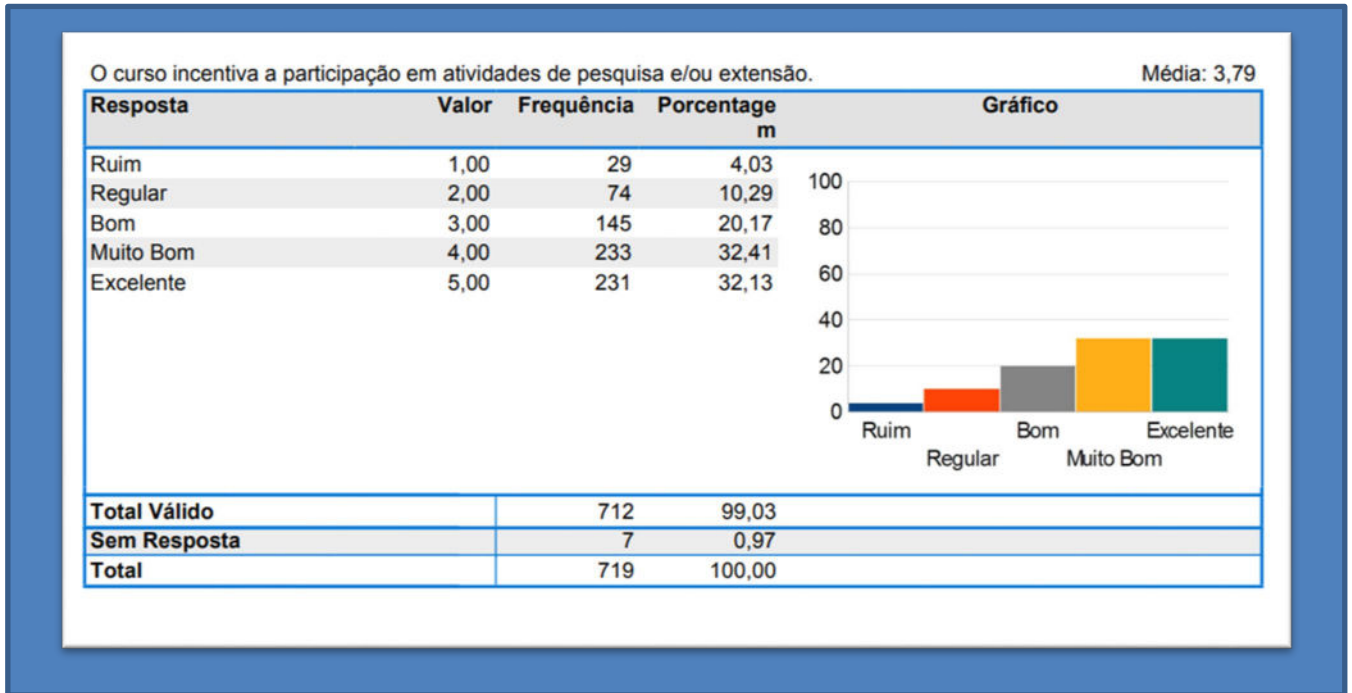 O curso incentiva a participação em atividades de pesquisa e/ou extensão. Média: 3,79
Resposta Valor Frequência Porcentage
m Gráfico
Ruim 1,00 29 4,03
Regular 2,00 74 10,29
Bom 3,00 145 20,17
Muito Bom 4,00 233 32,41
Excelente 5,00 231 32,13
100
80
60
40
20
0
Ruim Bom Excelente
Regular Muito Bom
Total Válido 712 99,03
Sem Resposta 7 0,97
Total 719 100,00